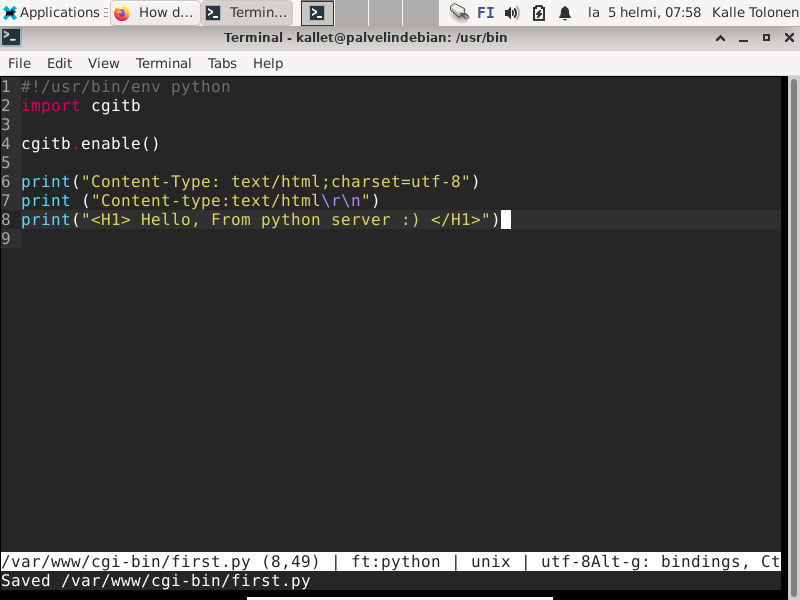 Applications How d... Termin... FI la 5 helmi, 07:58 Kalle Tolonen
Terminal - kallet@palvelindebian: /usr/bin
File Edit View Terminal Tabs Help
1 #!/usr/bin/env python
2 import cgitb
3
4 cgitb.enable()
5
6 print("Content-Type: text/html;charset=utf-8")
7 print ("Content-type:text/html\r\n")
8 print("<H1> Hello, From python server :) </H1>")
9
/var/www/cgi-bin/first.py (8,49) | ft:python | unix | utf-8Alt-g: bindings, Ct
Saved /var/www/cgi-bin/first.py